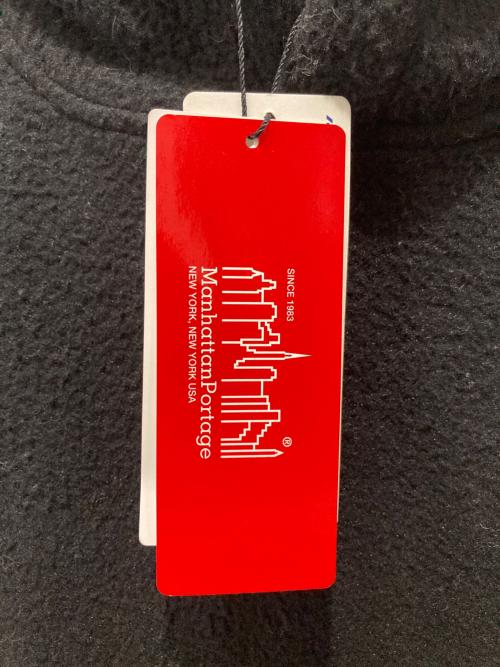 SINCE 1983
®
ManhattanPortage
NEW YORK, NEW YORK USA